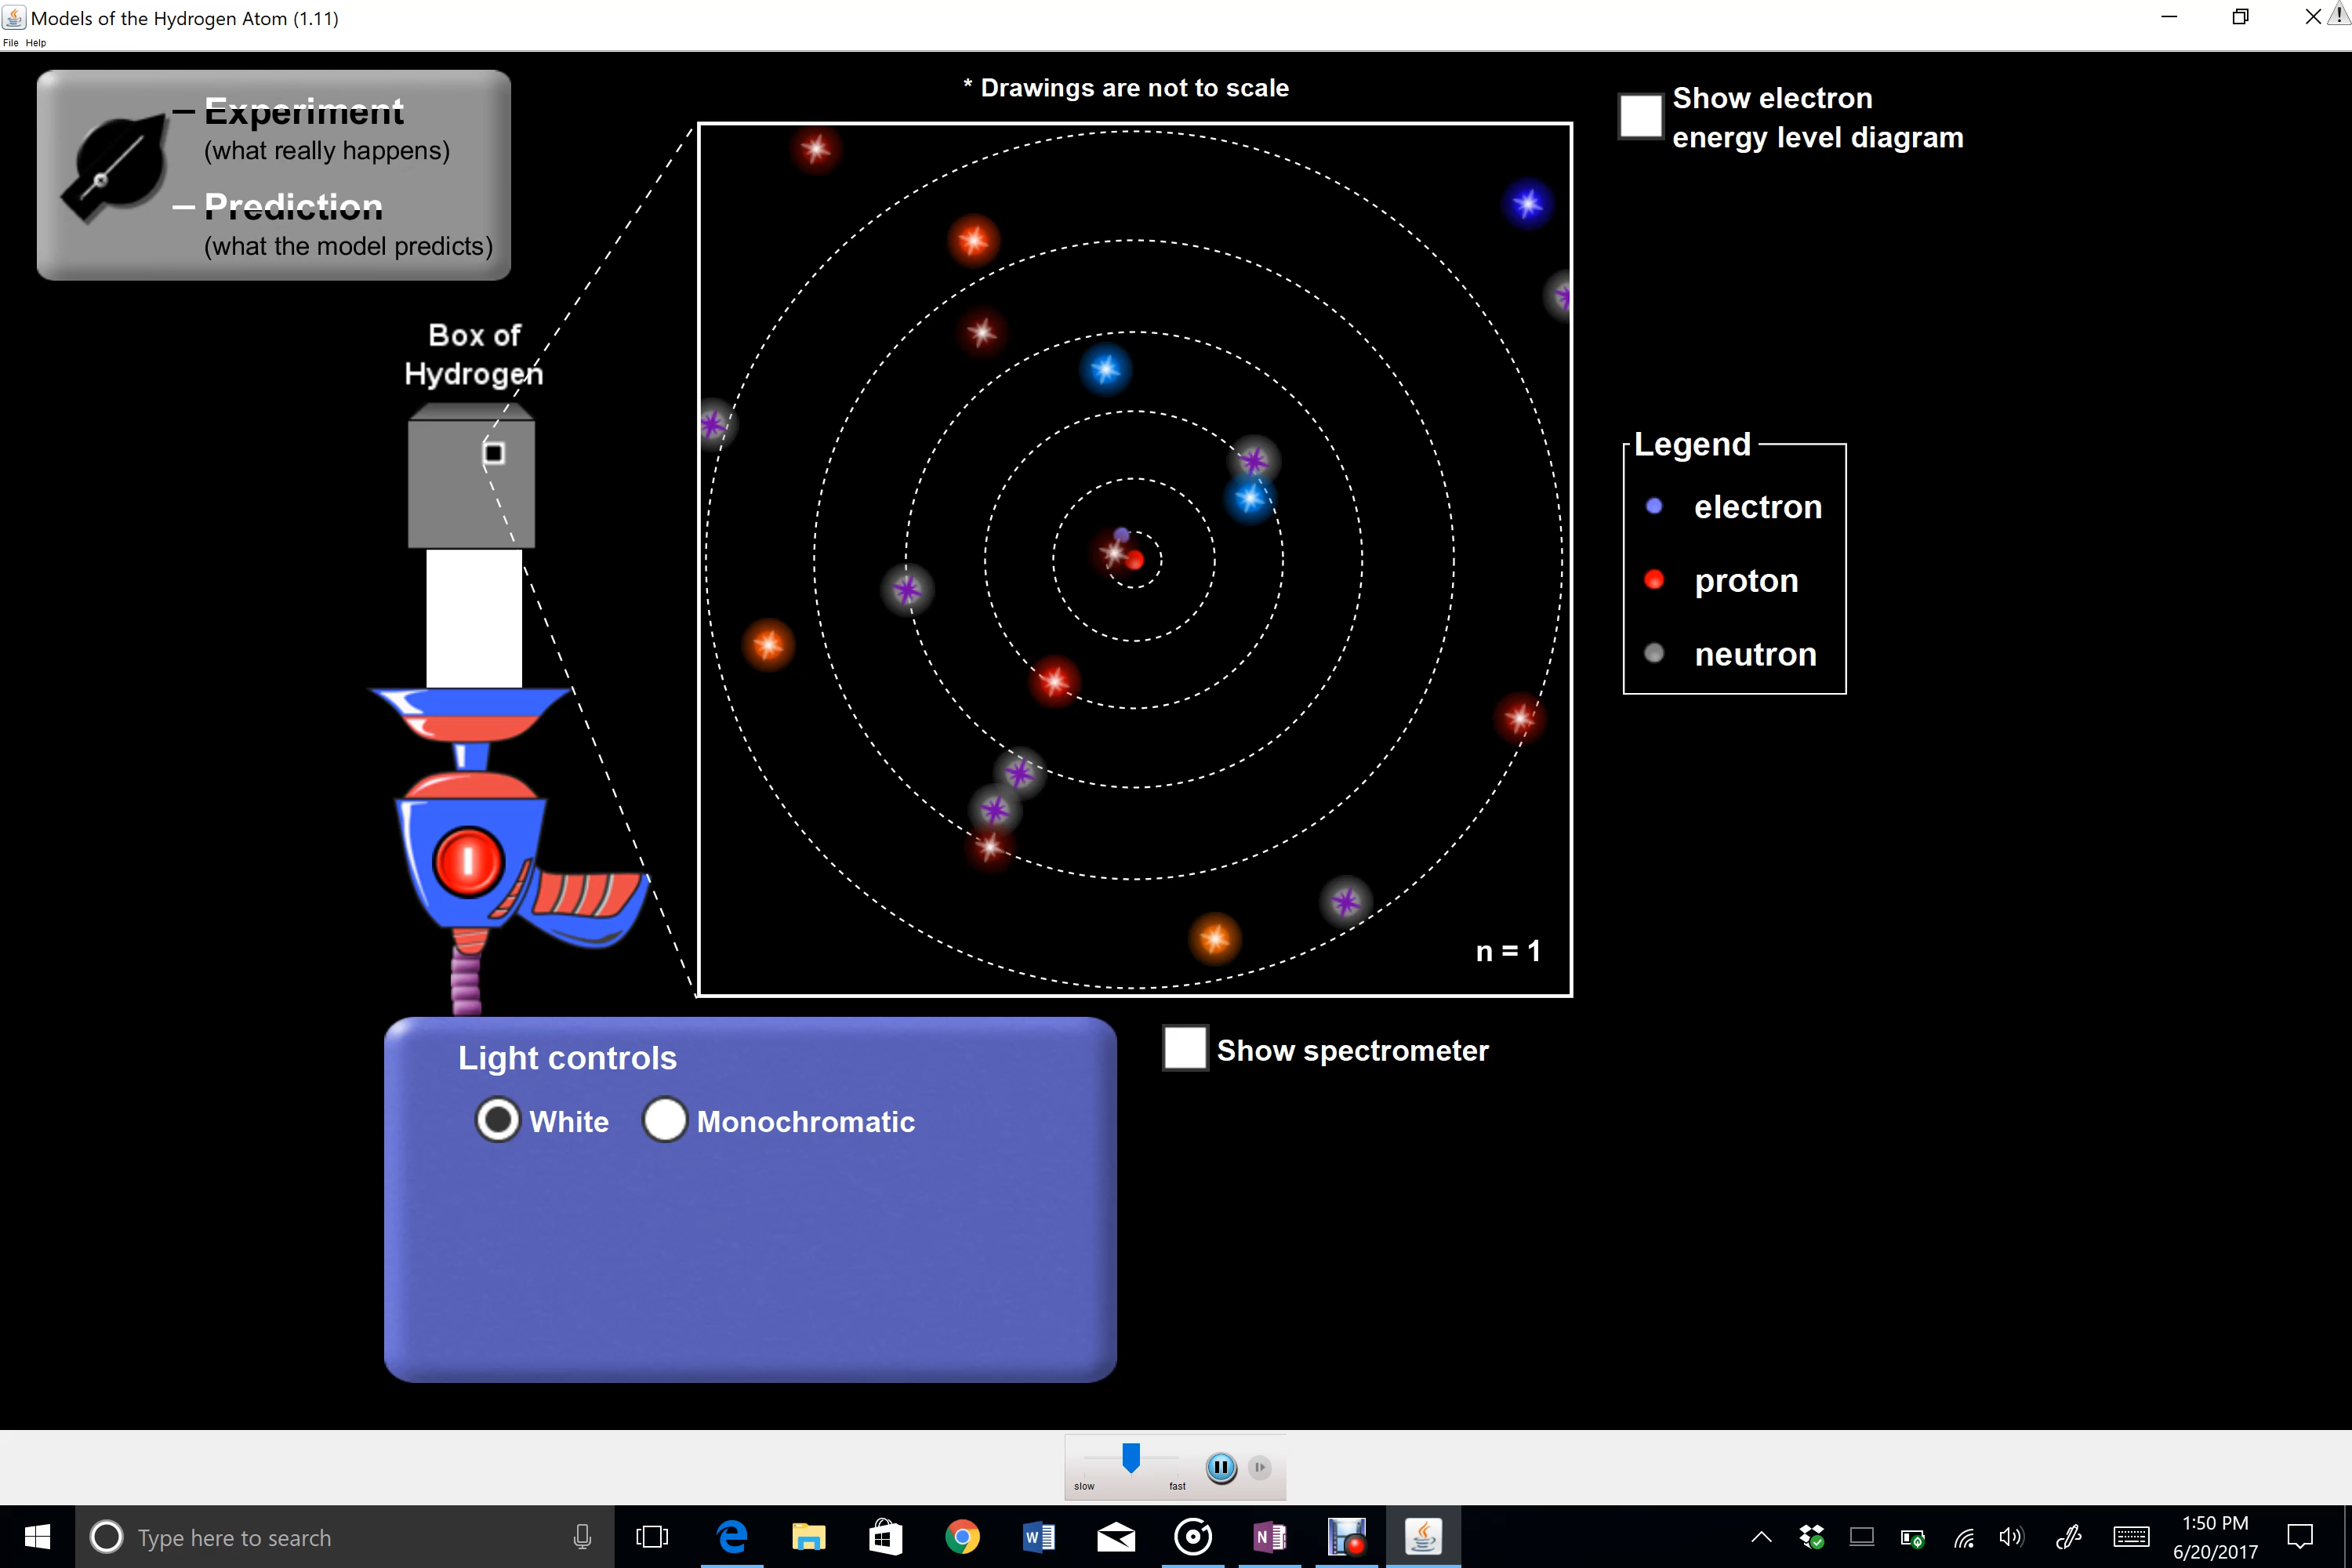 Models of the Hydrogen Atom (1.11)
File Help
Experiment
(what really happens)
Prediction
(what the model predicts)
* Drawings are not to scale
Show electron
energy level diagram
Box of
Hydrogen
Legend
electron
proton
neutron
n = 1
Light controls
White Monochromatic
Show spectrometer
slow fast
Type here to search
1:50 PM
6/20/2017